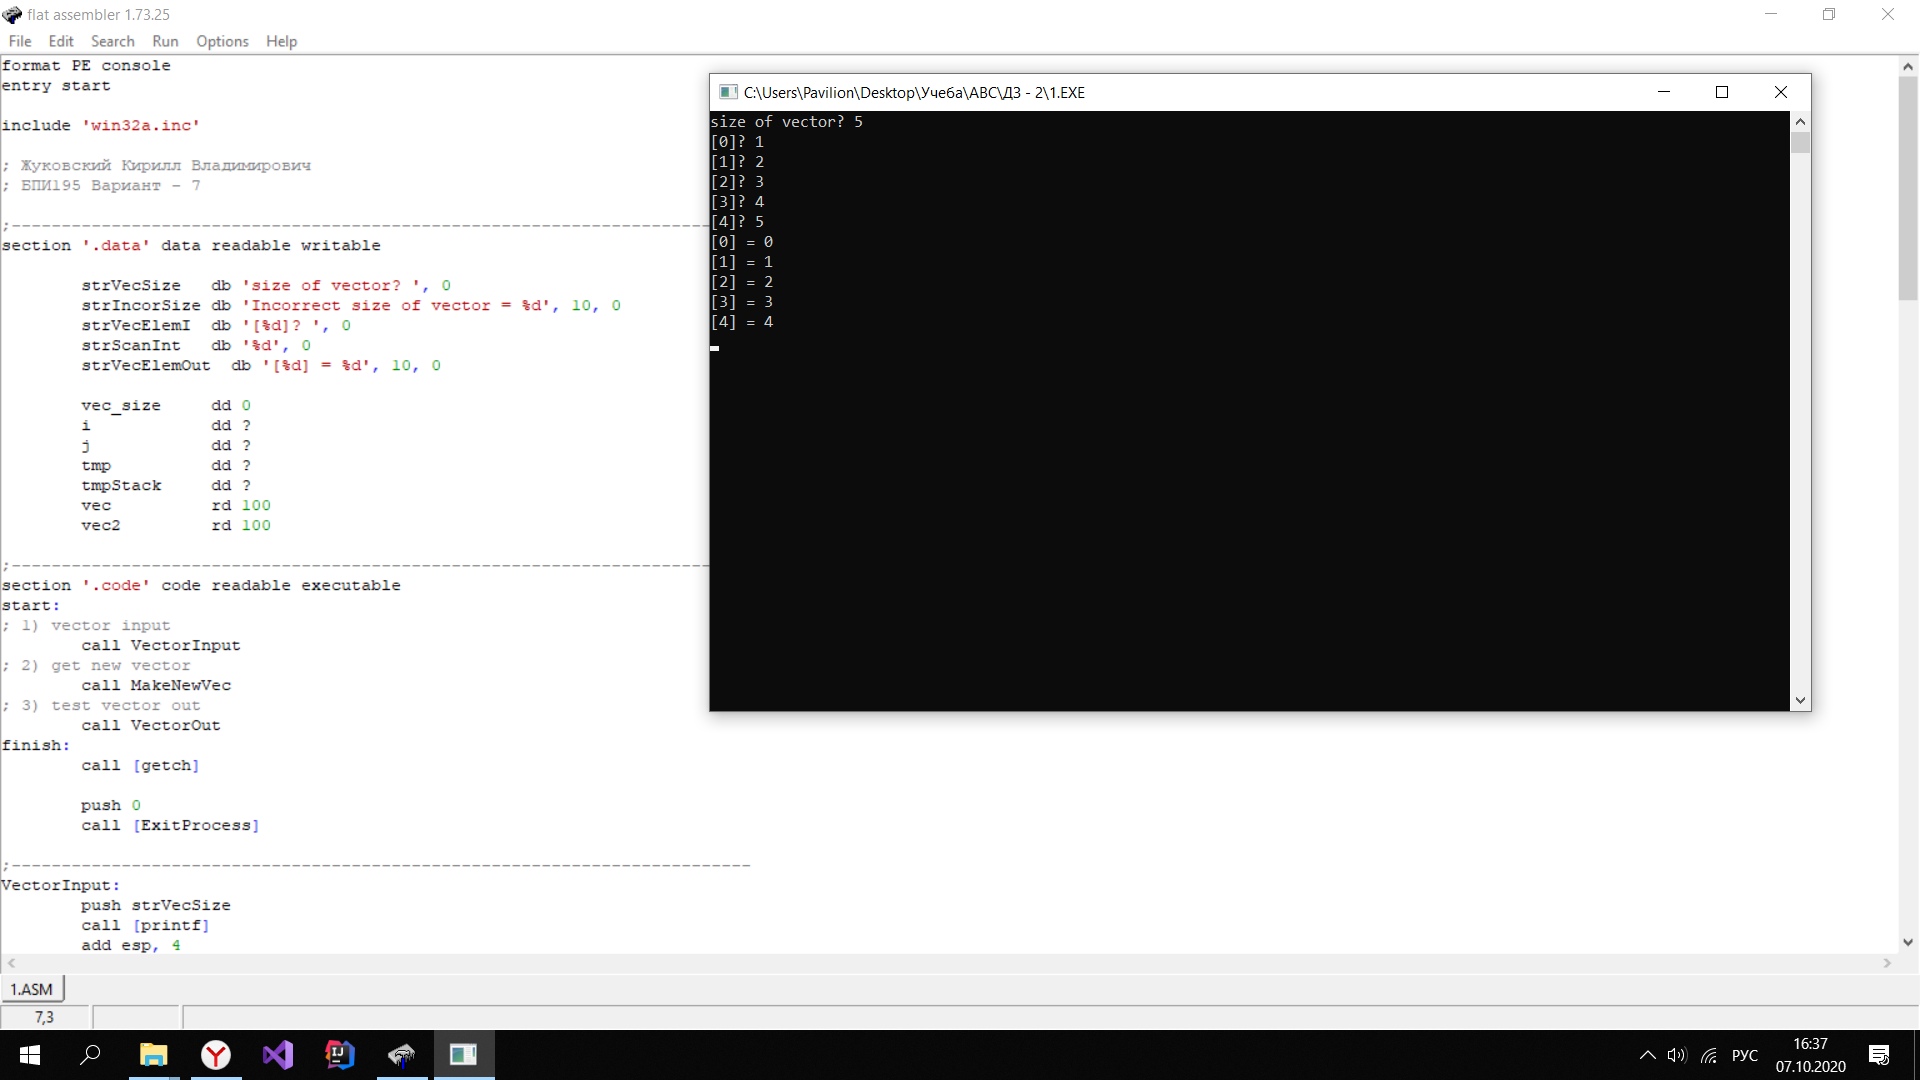 flat assembler 1.73.25
File Edit Search Run Options Help
format PE console
entry start
include 'win32a.inc'
; Жуковский Кирилл Владимирович
; БПИ195 Вариант - 7
;----------------------------------------------------------------------
section '.data' data readable writable
strVecSize db 'size of vector? ', 0
strIncorSize db 'Incorrect size of vector = %d', 10, 0
strVecElemI db '[%d]? ', 0
strScanInt db '%d', 0
strVecElemOut db '[%d] = %d', 10, 0
vec_size dd 0
i dd ?
j dd ?
tmp dd ?
tmpStack dd ?
vec rd 100
vec2 rd 100
;----------------------------------------------------------------------
section '.code' code readable executable
start:
; 1) vector input
call VectorInput
; 2) get new vector
call MakeNewVec
; 3) test vector out
call VectorOut
finish:
call [getch]
push 0
call [ExitProcess]
;--------------------------------------------------------------------------
VectorInput:
push strVecSize
call [printf]
add esp, 4
1.ASM
7,3
C:\Users\Pavilion\Desktop\Учеба\АВС\ДЗ - 2\1.EXE
size of vector? 5
[0]? 1
[1]? 2
[2]? 3
[3]? 4
[4]? 5
[0] = 0
[1] = 1
[2] = 2
[3] = 3
[4] = 4
РУС
16:37
07.10.2020